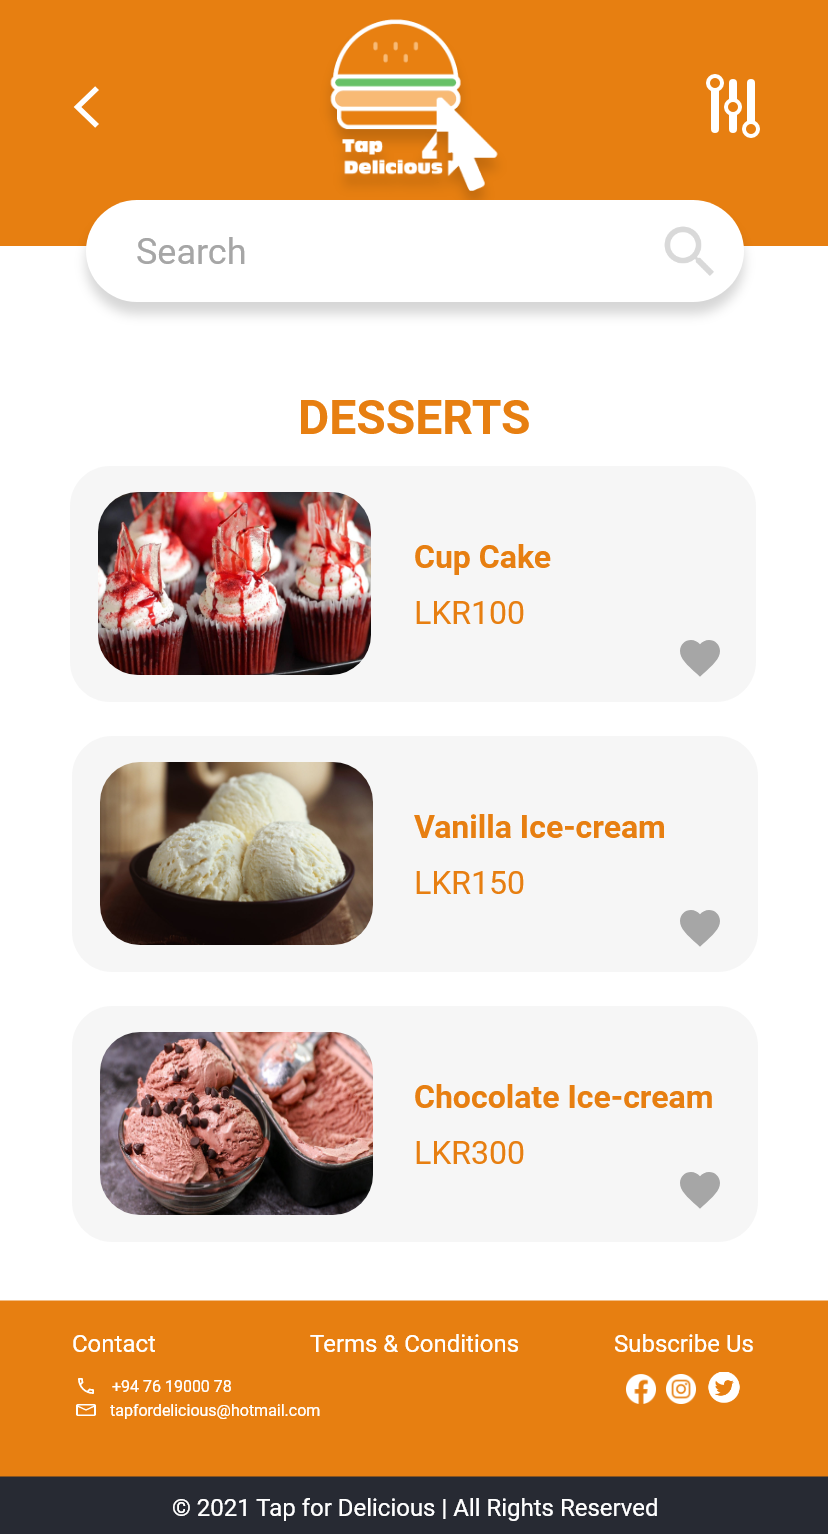 Tap
4
Delicious
Search
DESSERTS
Cup Cake
LKR100
Vanilla Ice-cream
LKR150
Chocolate Ice-cream
LKR300
Contact
Terms & Conditions
Subscribe Us
+94 76 19000 78
tapfordelicious@hotmail.com
© 2021 Tap for Delicious | All Rights Reserved